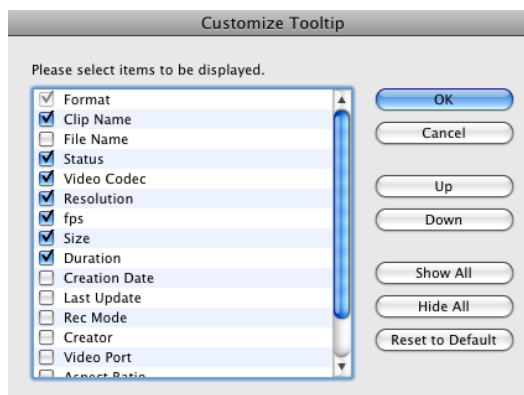 Customize Tooltip
Please select items to be displayed.
Format
Clip Name
File Name
Status
Video Codec
Resolution
fps
Size
Duration
Creation Date
Last Update
Rec Mode
Creator
Video Port
Aspect Ratio
OK
Cancel
Up
Down
Show All
Hide All
Reset to Default